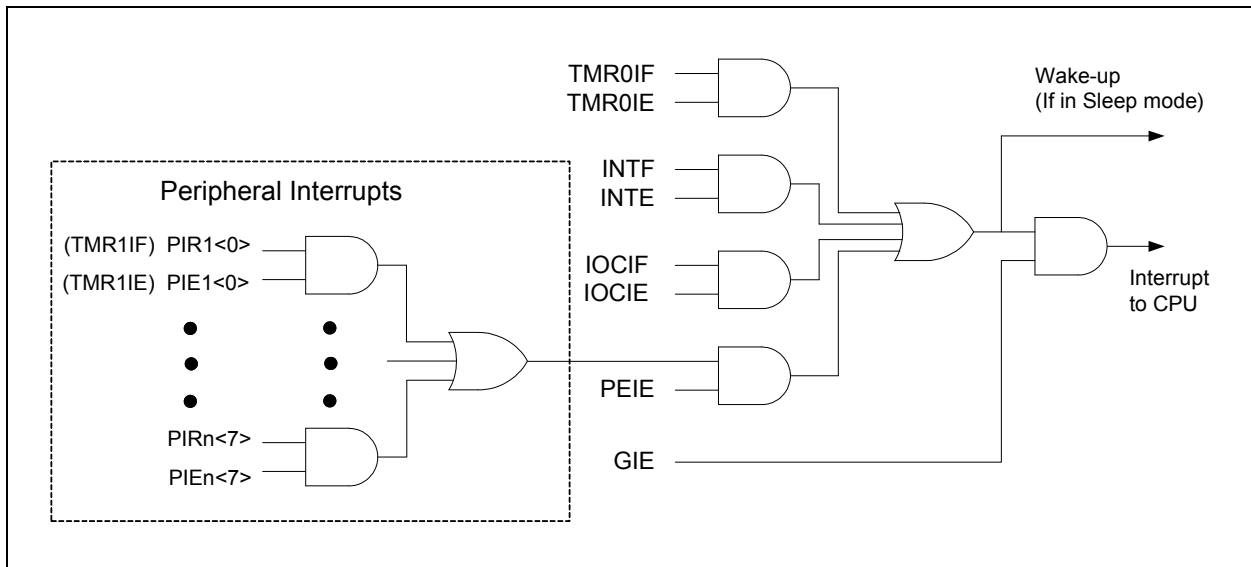 TMR0IF
TMR0IE
Wake-up
(If in Sleep mode)
INTF
INTE
Peripheral Interrupts
(TMR1IF) PIR1<0>
(TMR1IE) PIE1<0>
IOCIF
IOCIE
Interrupt
to CPU
PEIE
PIRn<7>
PIEn<7>
GIE